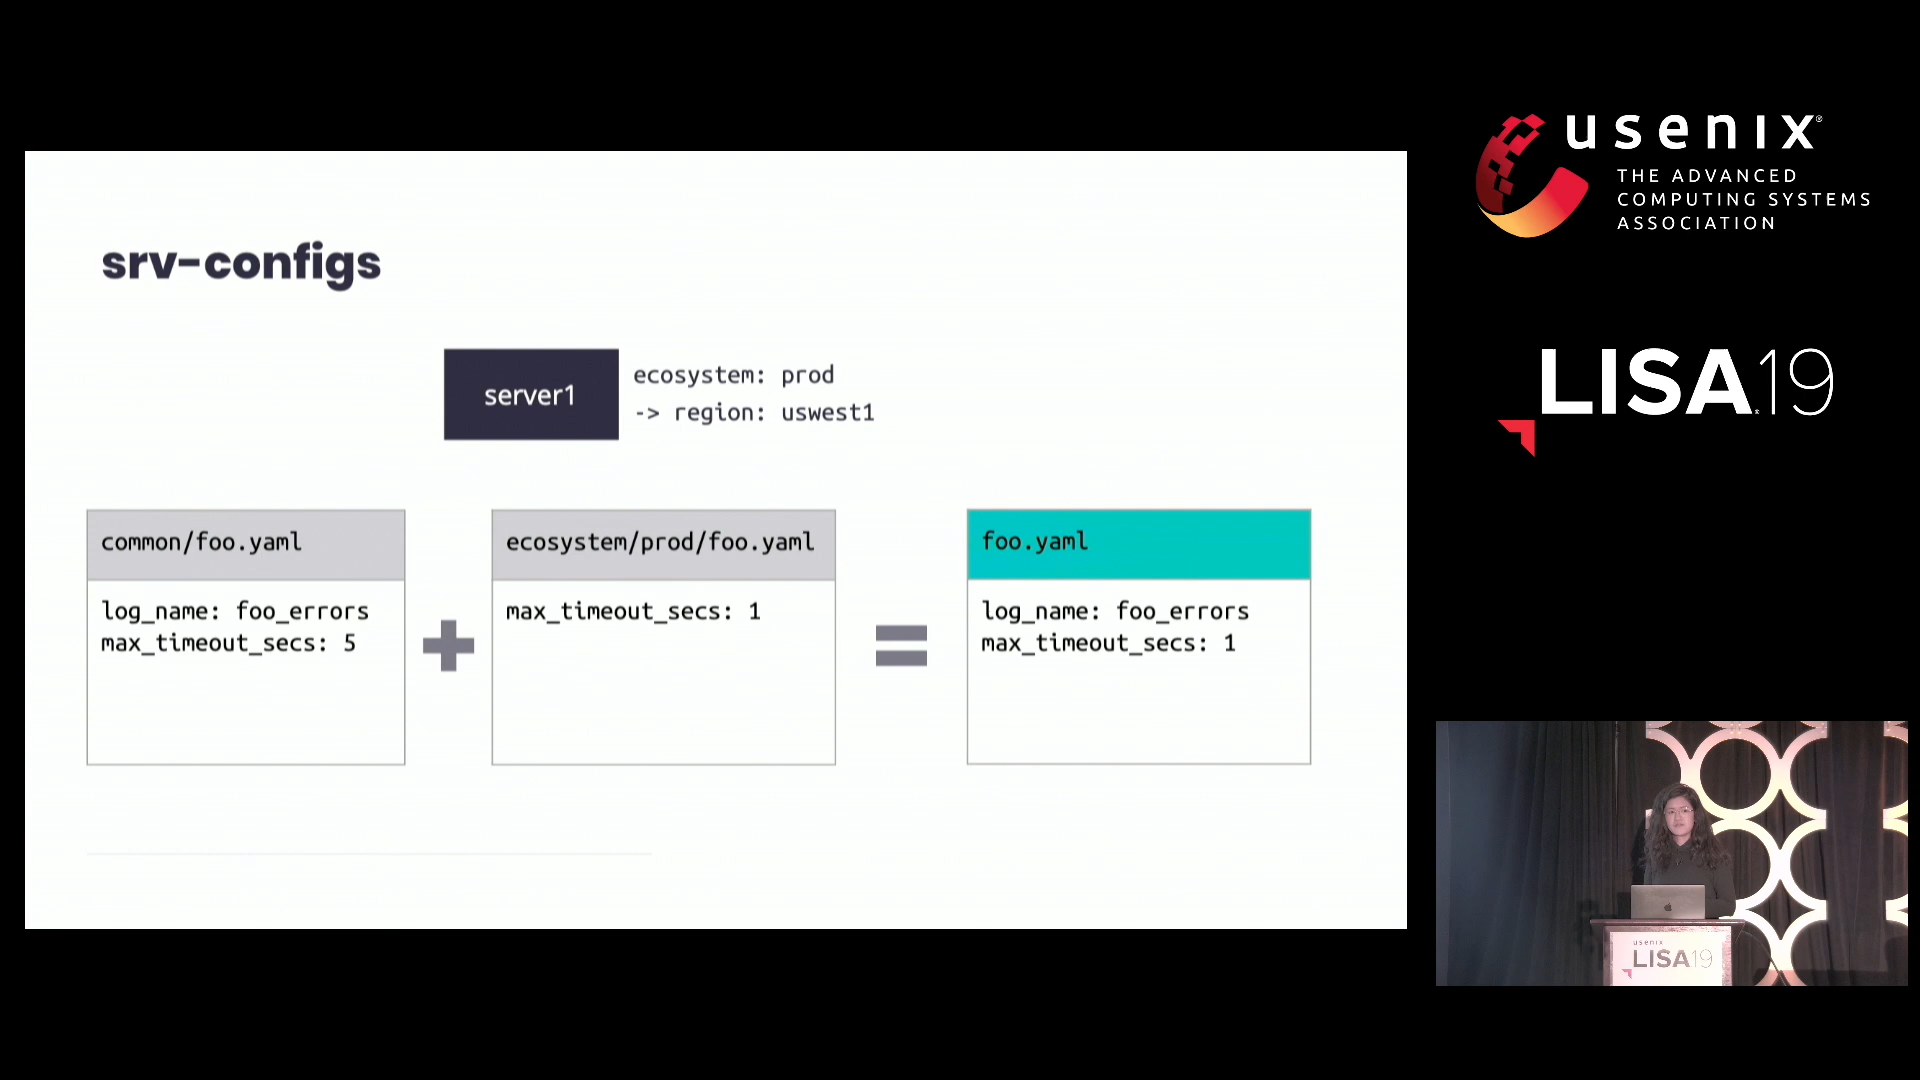 srv-configs
server1
ecosystem: prod
-> region: uswest1
common/foo.yaml
log_name: foo_errors
max_timeout_secs: 5
+
ecosystem/prod/foo.yaml
max_timeout_secs: 1
=
foo.yaml
log_name: foo_errors
max_timeout_secs: 1
usenix®
THE ADVANCED
COMPUTING SYSTEMS
ASSOCIATION
LISA19
usenix
LISA19